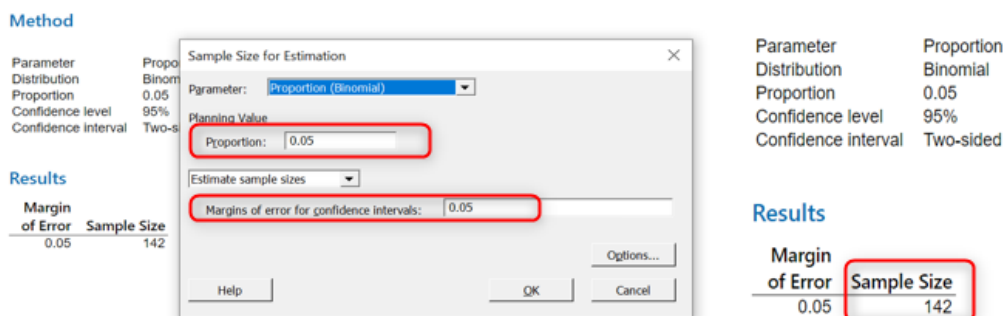 Method
Parameter Propo
Distribution Binom
Proportion 0.05
Confidence level 95%
Confidence interval Two-s
Results
Margin
of Error Sample Size
0.05 142
Sample Size for Estimation
Parameter: Proportion (Binomial)
Planning Value
Proportion: 0.05
Estimate sample sizes
Margins of error for confidence intervals: 0.05
Options...
Help OK Cancel
Parameter Proportion
Distribution Binomial
Proportion 0.05
Confidence level 95%
Confidence interval Two-sided
Results
Margin
of Error Sample Size
0.05 142